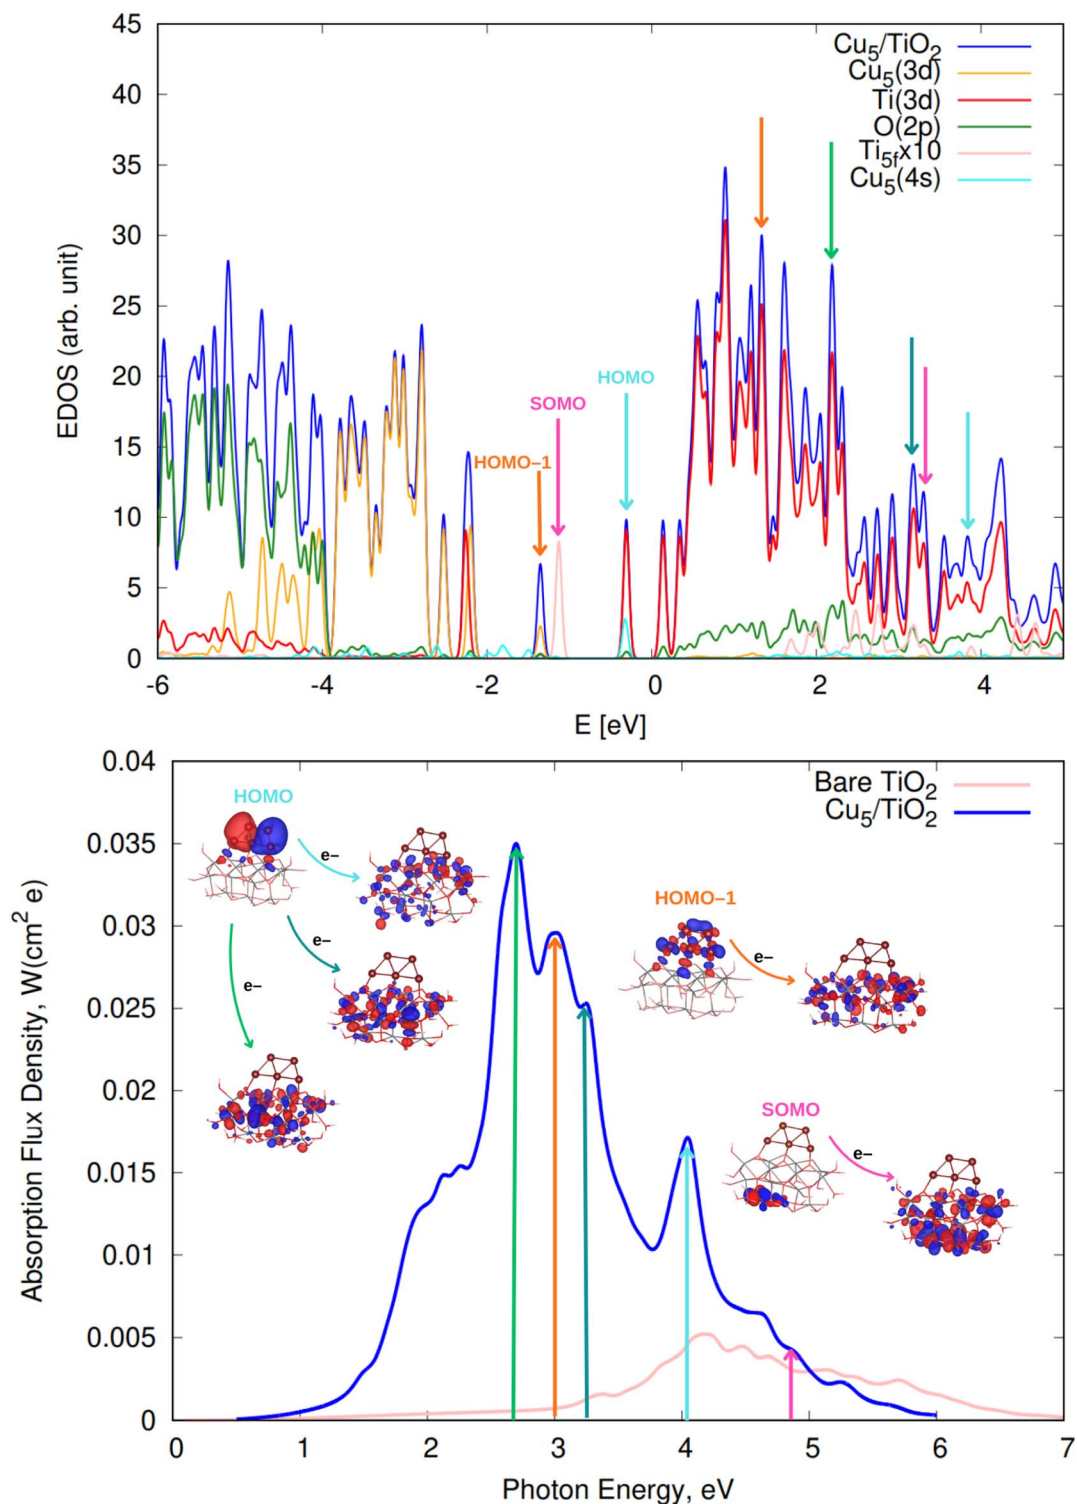 45
40
35
30
25
20
15
10
5
0
EDOS (arb. unit)
Cu5/TiO2
Cu5(3d)
Ti(3d)
O(2p)
Ti5fx10
Cu5(4s)
HOMO
SOMO
HOMO–1
-6 -4 -2 0 2 4
E [eV]
0.04
0.035
0.03
0.025
0.02
0.015
0.01
0.005
0
Absorption Flux Density, W(cm2 e)
Bare TiO2
Cu5/TiO2
HOMO
e–
e–
e–
HOMO–1
e–
SOMO
e–
0 1 2 3 4 5 6 7
Photon Energy, eV